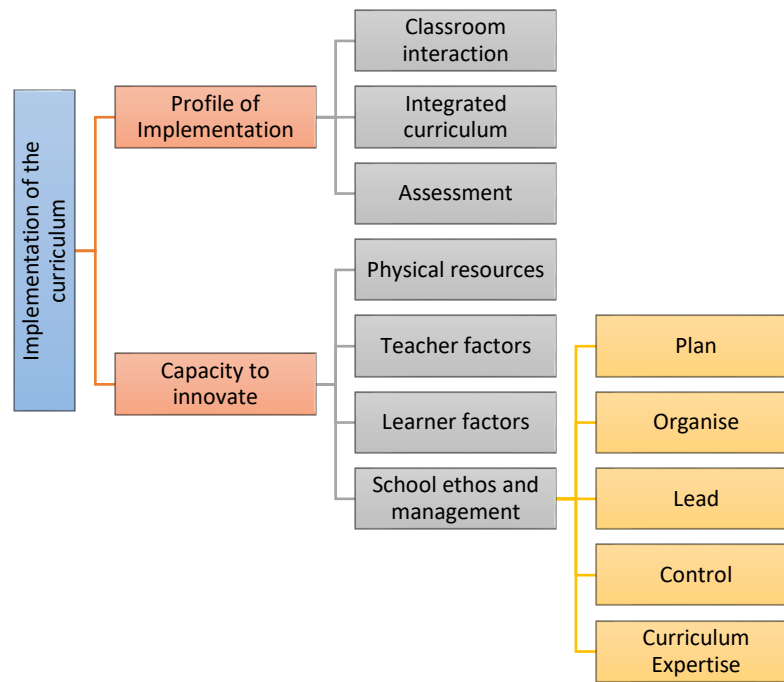 Implementation of the
curriculum
Profile of
Implementation
Classroom
interaction
Integrated
curriculum
Assessment
Capacity to
innovate
Physical resources
Teacher factors
Learner factors
School ethos and
management
Plan
Organise
Lead
Control
Curriculum
Expertise